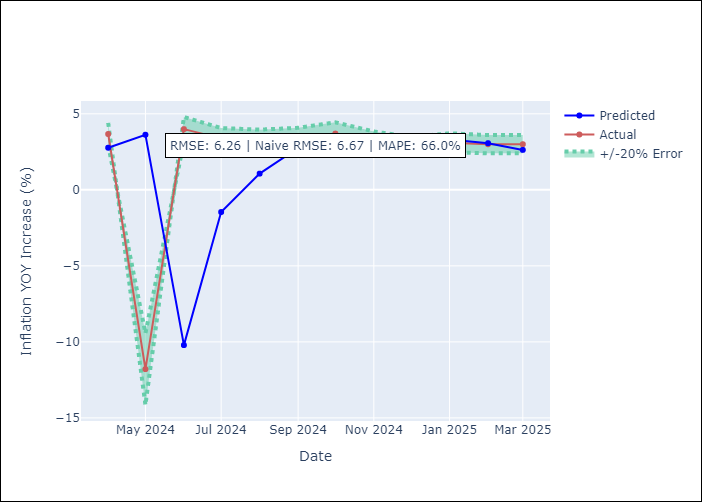 5
0
−5
−10
−15
Inflation YOY Increase (%)
RMSE: 6.26 | Naive RMSE: 6.67 | MAPE: 66.0%
May 2024
Jul 2024
Sep 2024
Nov 2024
Jan 2025
Mar 2025
Date
Predicted
Actual
+/-20% Error